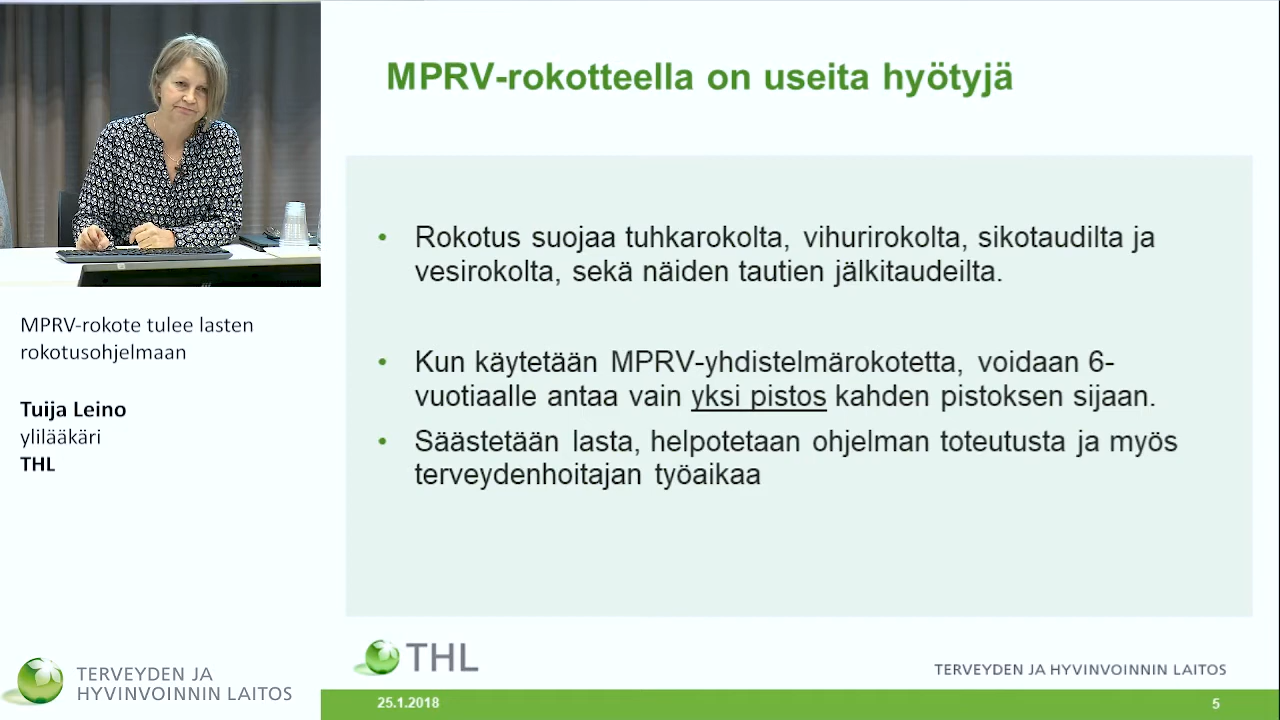 MPRV-rokote tulee lasten
rokotusohjelmaan
Tuija Leino
ylilääkäri
THL
TERVEYDEN JA
HYVINVOINNIN LAITOS
MPRV-rokotteella on useita hyötyjä
• Rokotus suojaa tuhkarokolta, vihurirokolta, sikotaudilta ja
vesirokolta, sekä näiden tautien jälkitaudeilta.
• Kun käytetään MPRV-yhdistelmärokotetta, voidaan 6-
vuotiaalle antaa vain yksi pistos kahden pistoksen sijaan.
• Säästetään lasta, helpotetaan ohjelman toteutusta ja myös
terveydenhoitajan työaikaa
THL
TERVEYDEN JA HYVINVOINNIN LAITOS
25.1.2018
5